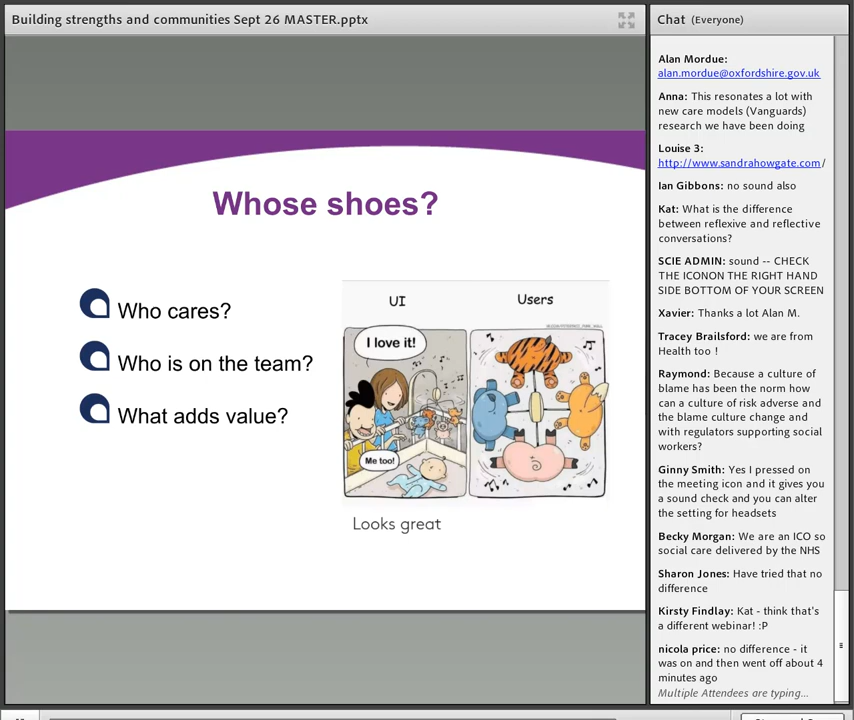 Building strengths and communities Sept 26 MASTER.pptx
Whose shoes?
Who cares?
Who is on the team?
What adds value?
UI
Users
I love it!
Me too!
Looks great
Chat (Everyone)
Alan Mordue:
alan.mordue@oxfordshire.gov.uk
Anna: This resonates a lot with
new care models (Vanguards)
research we have been doing
Louise 3:
http://www.sandrahowgate.com/
Ian Gibbons: no sound also
Kat: What is the difference
between reflexive and reflective
conversations?
SCIE ADMIN: sound -- CHECK
THE ICONON THE RIGHT HAND
SIDE BOTTOM OF YOUR SCREEN
Xavier: Thanks a lot Alan M.
Tracey Brailsford: we are from
Health too !
Raymond: Because a culture of
blame has been the norm how
can a culture of risk adverse and
the blame culture change and
with regulators supporting social
workers?
Ginny Smith: Yes I pressed on
the meeting icon and it gives you
a sound check and you can alter
the setting for headsets
Becky Morgan: We are an ICO so
social care delivered by the NHS
Sharon Jones: Have tried that no
difference
Kirsty Findlay: Kat - think that's
a different webinar! :P
nicola price: no difference - it
was on and then went off about 4
minutes ago
Multiple Attendees are typing...